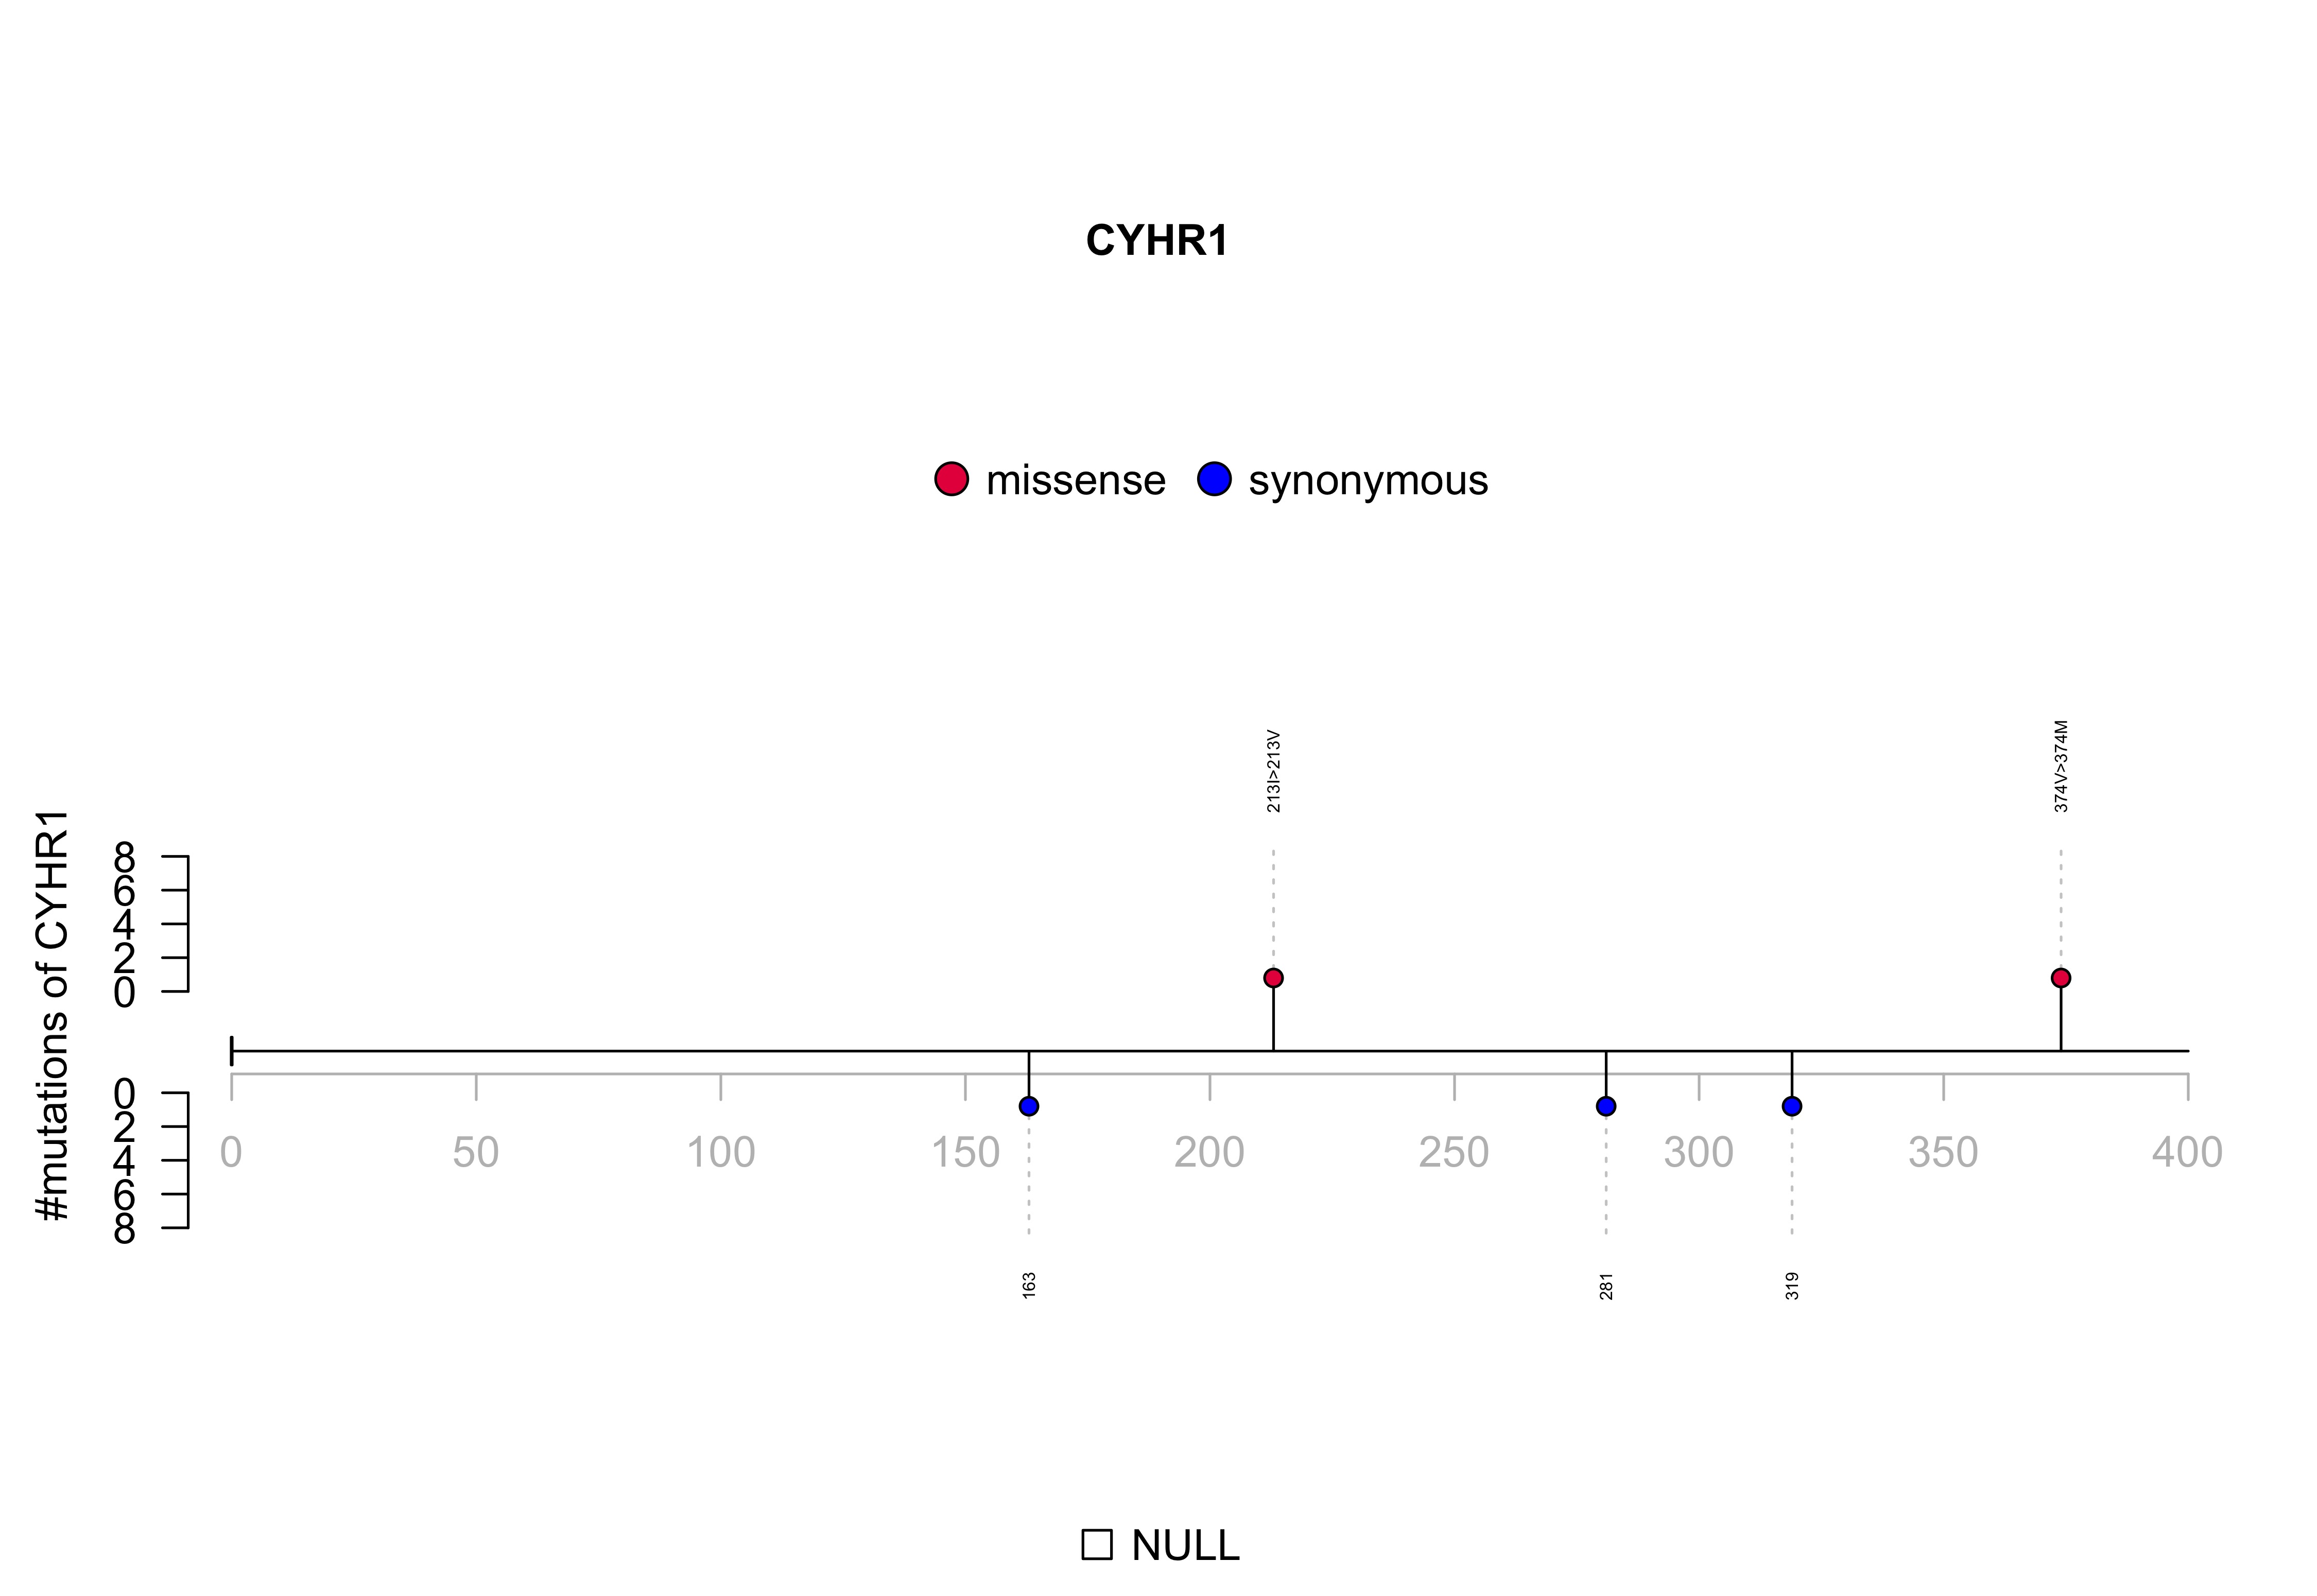 CYHR1
missense
synonymous
213I>213V
374V>374M
#mutations of CYHR1
8
6
4
2
0
0
2
4
6
8
0 50 100 150 200 250 300 350 400
163
281
319
NULL